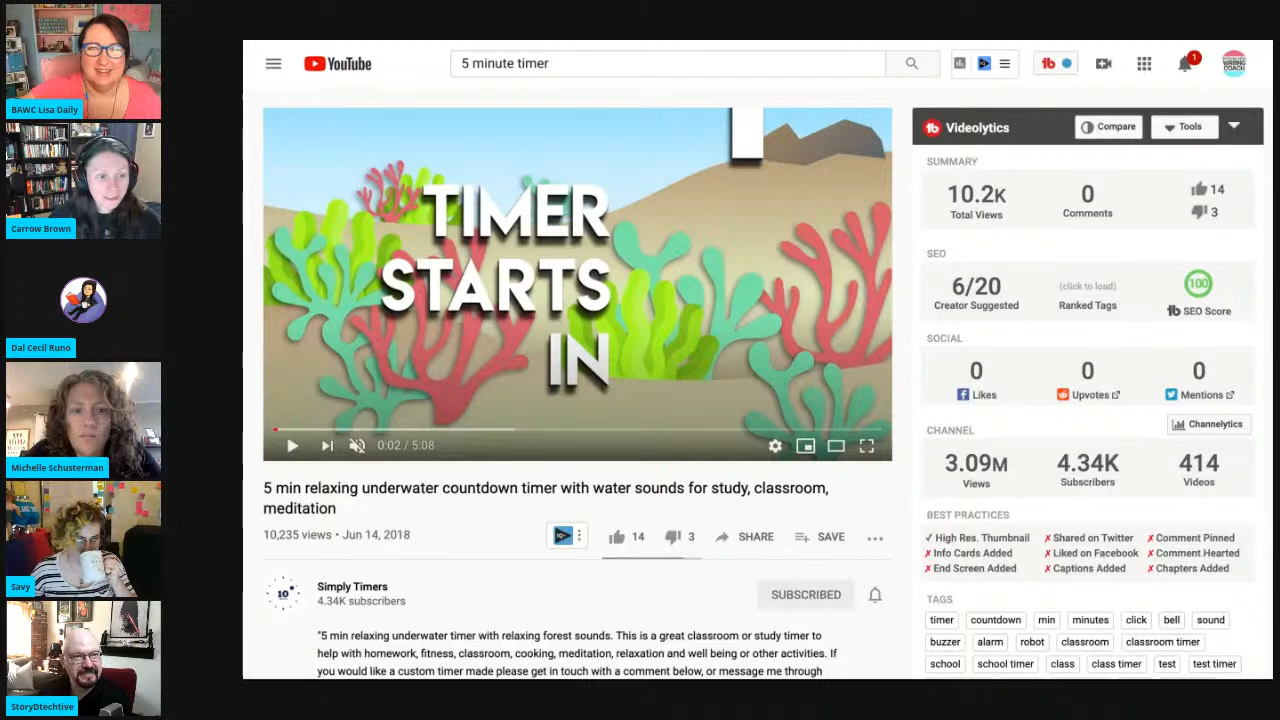 BAWC Lisa Daily
Carrow Brown
Dal Cecil Runo
Michelle Schusterman
Savy
StoryDtechtive
YouTube
5 minute timer
1
WRITING
COACH
TIMER
STARTS
IN
0:02 / 5:08
5 min relaxing underwater countdown timer with water sounds for study, classroom,
meditation
10,235 views • Jun 14, 2018
14
3
SHARE
SAVE
10
Simply Timers
4.34K subscribers
SUBSCRIBED
"5 min relaxing underwater timer with relaxing forest sounds. This is a great classroom or study timer to
help with homework, fitness, classroom, cooking, meditation, relaxation and well being or other activities. If
you would like a custom timer made please get in touch with a comment below, or message me through
tb
Videolytics
Compare
Tools
SUMMARY
10.2K
Total Views
0
Comments
14
3
SEO
6/20
Creator Suggested
(click to load)
Ranked Tags
100
tb SEO Score
SOCIAL
0
Likes
0
Upvotes
0
Mentions
CHANNEL
Channelytics
3.09M
Views
4.34K
Subscribers
414
Videos
BEST PRACTICES
✓ High Res. Thumbnail ✗ Shared on Twitter ✗ Comment Pinned
✗ Info Cards Added ✗ Liked on Facebook ✗ Comment Hearted
✗ End Screen Added ✗ Captions Added ✗ Chapters Added
TAGS
timer countdown min minutes click bell sound
buzzer alarm robot classroom classroom timer
school school timer class class timer test test timer